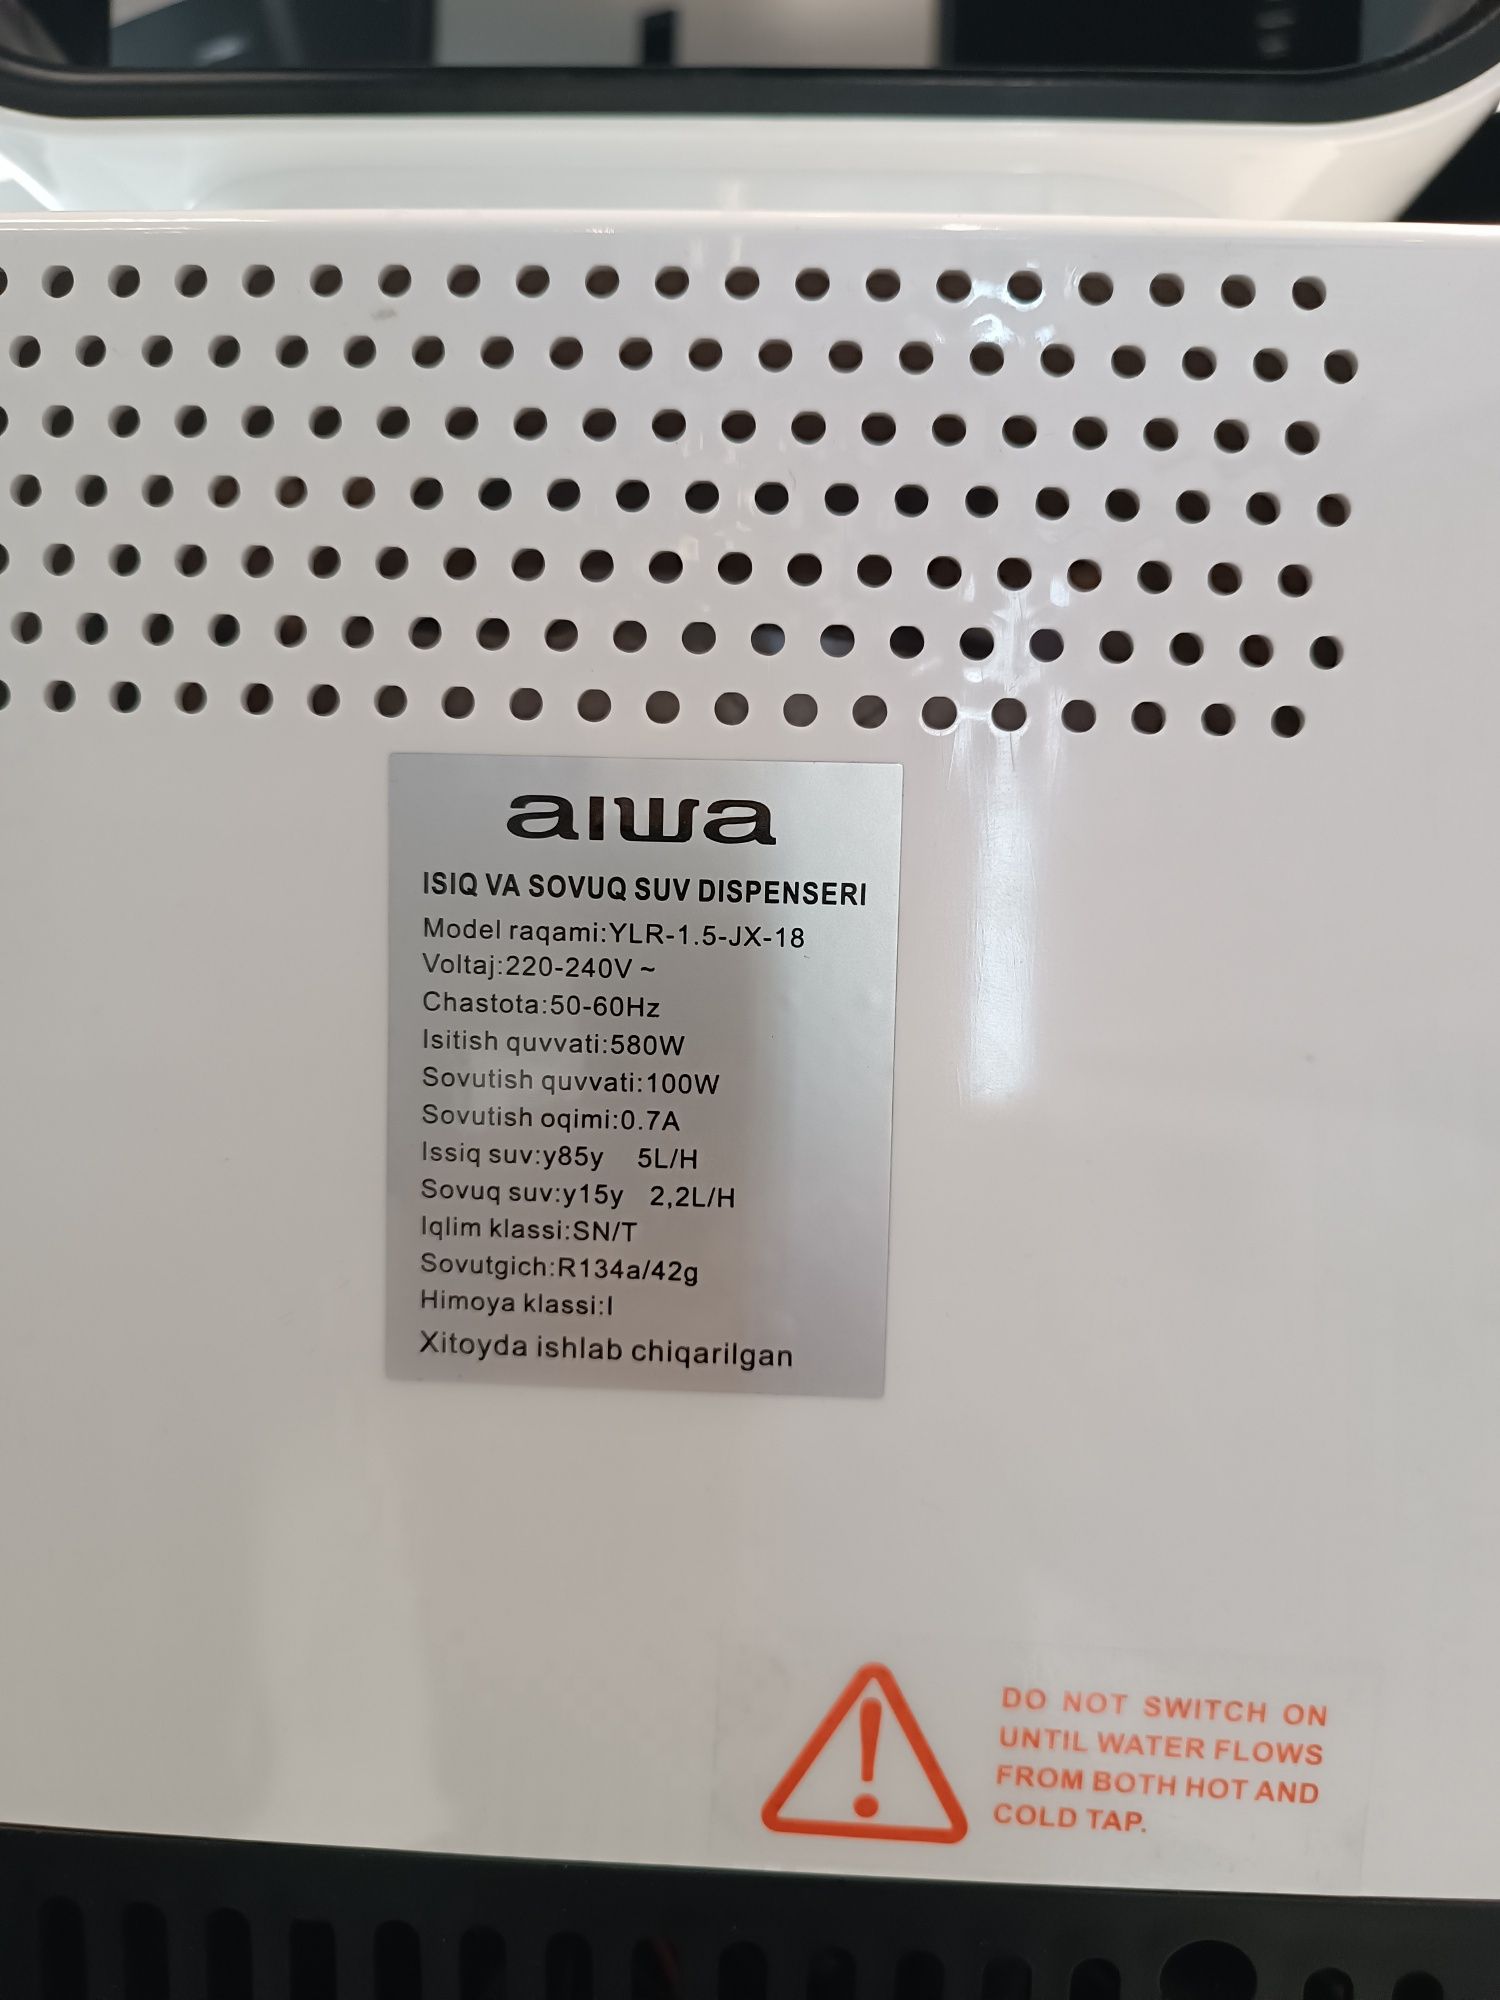 aiwa
ISIQ VA SOVUQ SUV DISPENSERI
Model raqami:YLR-1.5-JX-18
Voltaj:220-240V ~
Chastota:50-60Hz
Isitish quvvati:580W
Sovutish quvvati:100W
Sovutish oqimi:0.7A
Issiq suv:y85y 5L/H
Sovuq suv:y15y 2,2L/H
Iqlim klassi:SN/T
Sovutgich:R134a/42g
Himoya klassi:I
Xitoyda ishlab chiqarilgan
DO NOT SWITCH ON
UNTIL WATER FLOWS
FROM BOTH HOT AND
COLD TAP.